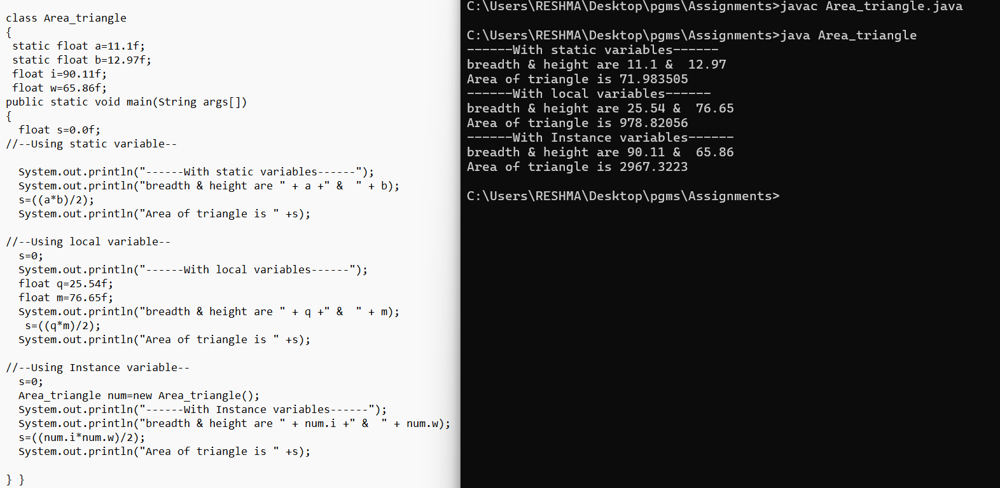 class Area_triangle
{
 static float a=11.1f;
 static float b=12.97f;
 float i=90.11f;
 float w=65.86f;
public static void main(String args[])
{
  float s=0.0f;
//--Using static variable--
  System.out.println("------With static variables------");
  System.out.println("breadth & height are " + a +" &  " + b);
  s=((a*b)/2);
  System.out.println("Area of triangle is " +s);
//--Using local variable--
  s=0;
  System.out.println("------With local variables------");
  float q=25.54f;
  float m=76.65f;
  System.out.println("breadth & height are " + q +" &  " + m);
   s=((q*m)/2);
  System.out.println("Area of triangle is " +s);
//--Using Instance variable--
  s=0;
  Area_triangle num=new Area_triangle();
  System.out.println("------With Instance variables------");
  System.out.println("breadth & height are " + num.i +" &  " + num.w);
  s=((num.i*num.w)/2);
  System.out.println("Area of triangle is " +s);
} }
C:\Users\RESHMA\Desktop\pgms\Assignments>javac Area_triangle.java
C:\Users\RESHMA\Desktop\pgms\Assignments>java Area_triangle
------With static variables------
breadth & height are 11.1 &  12.97
Area of triangle is 71.983505
------With local variables------
breadth & height are 25.54 &  76.65
Area of triangle is 978.82056
------With Instance variables------
breadth & height are 90.11 &  65.86
Area of triangle is 2967.3223
C:\Users\RESHMA\Desktop\pgms\Assignments>